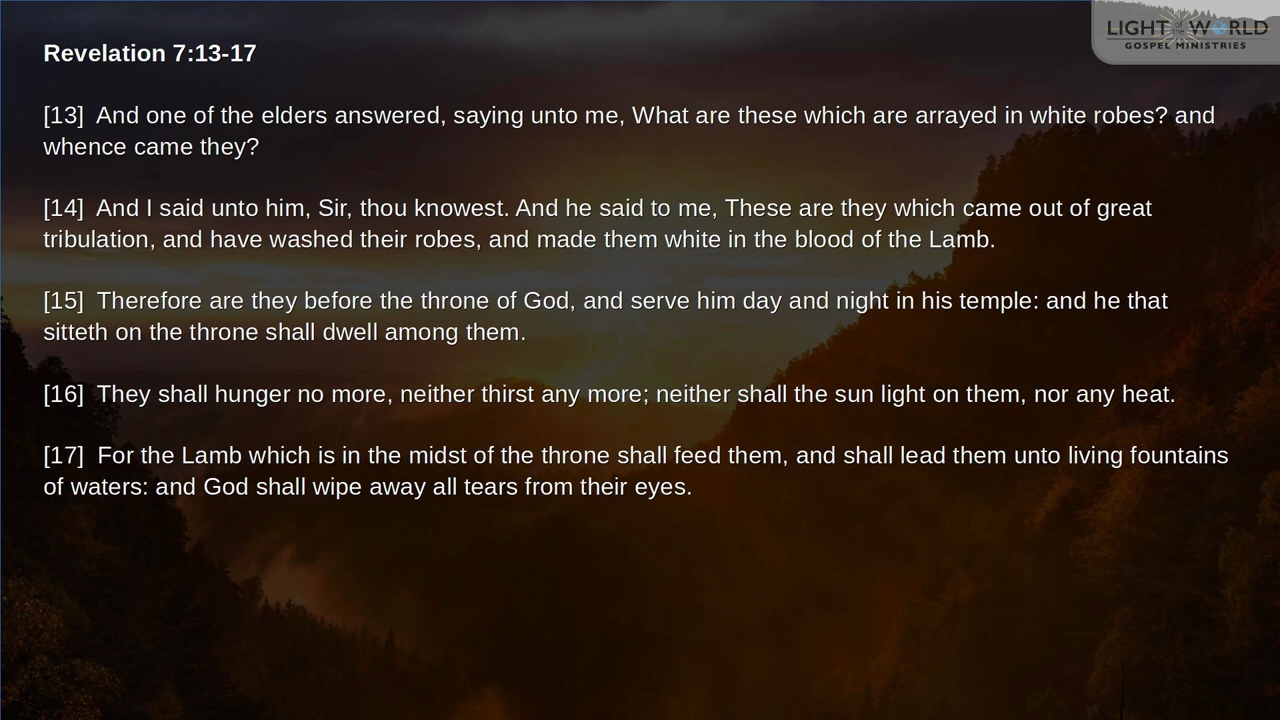 LIGHT of the WORLD
GOSPEL MINISTRIES
Revelation 7:13-17
[13]  And one of the elders answered, saying unto me, What are these which are arrayed in white robes? and
whence came they?
[14]  And I said unto him, Sir, thou knowest. And he said to me, These are they which came out of great
tribulation, and have washed their robes, and made them white in the blood of the Lamb.
[15]  Therefore are they before the throne of God, and serve him day and night in his temple: and he that
sitteth on the throne shall dwell among them.
[16]  They shall hunger no more, neither thirst any more; neither shall the sun light on them, nor any heat.
[17]  For the Lamb which is in the midst of the throne shall feed them, and shall lead them unto living fountains
of waters: and God shall wipe away all tears from their eyes.